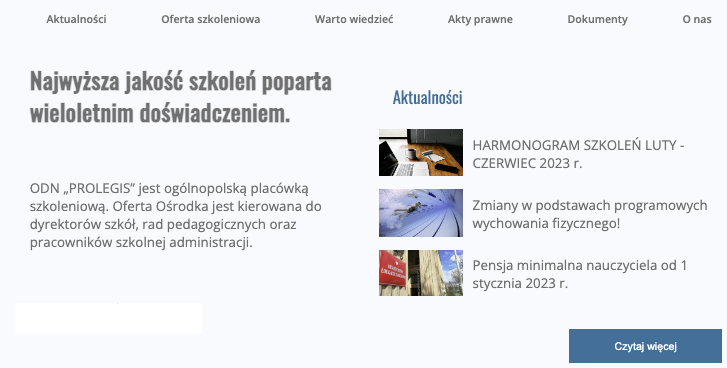 Aktualności Oferta szkoleniowa Warto wiedzieć Akty prawne Dokumenty O nas
Najwyższa jakość szkoleń poparta
wieloletnim doświadczeniem.
ODN „PROLEGIS” jest ogólnopolską placówką
szkoleniową. Oferta Ośrodka jest kierowana do
dyrektorów szkół, rad pedagogicznych oraz
pracowników szkolnej administracji.
Aktualności
HARMONOGRAM SZKOLEŃ LUTY -
CZERWIEC 2023 r.
Zmiany w podstawach programowych
wychowania fizycznego!
Pensja minimalna nauczyciela od 1
stycznia 2023 r.
Czytaj więcej